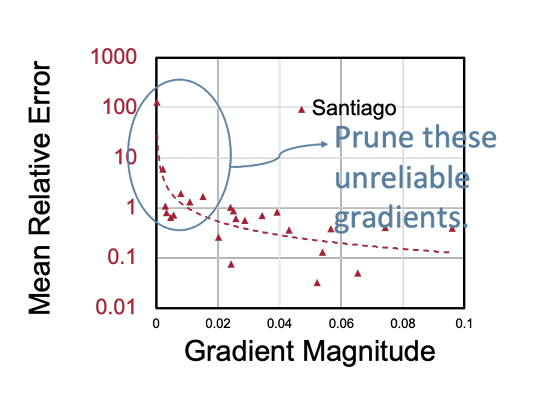 Mean Relative Error
1000
100
10
1
0.1
0.01
Santiago
Prune these
unreliable
gradients.
0 0.02 0.04 0.06 0.08 0.1
Gradient Magnitude